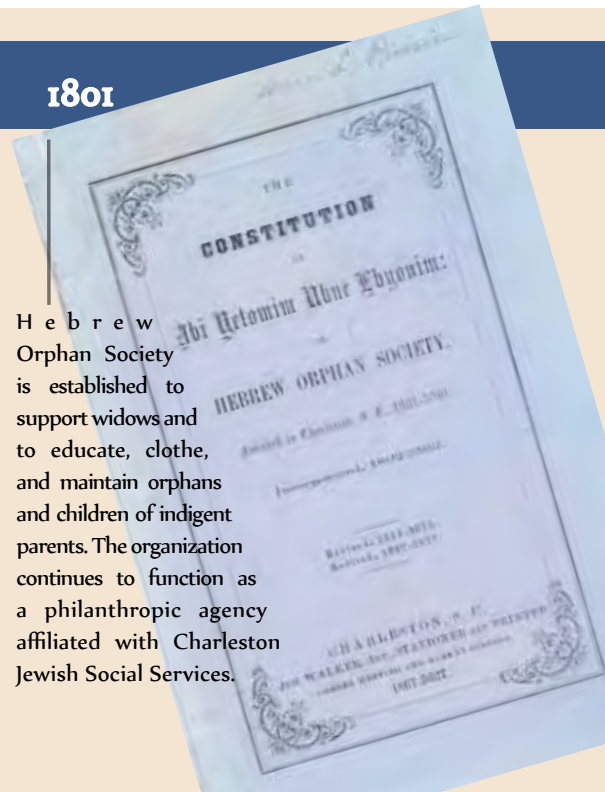 1801
Hebrew
Orphan Society
is established to
support widows and
to educate, clothe,
and maintain orphans
and children of indigent
parents. The organization
continues to function as
a philanthropic agency
affiliated with Charleston
Jewish Social Services.
THE
CONSTITUTION
OF
Abi Yetomim Ubne Ebyonim:
OR
HEBREW ORPHAN SOCIETY.
CHARLESTON, S. C.
WALKER,